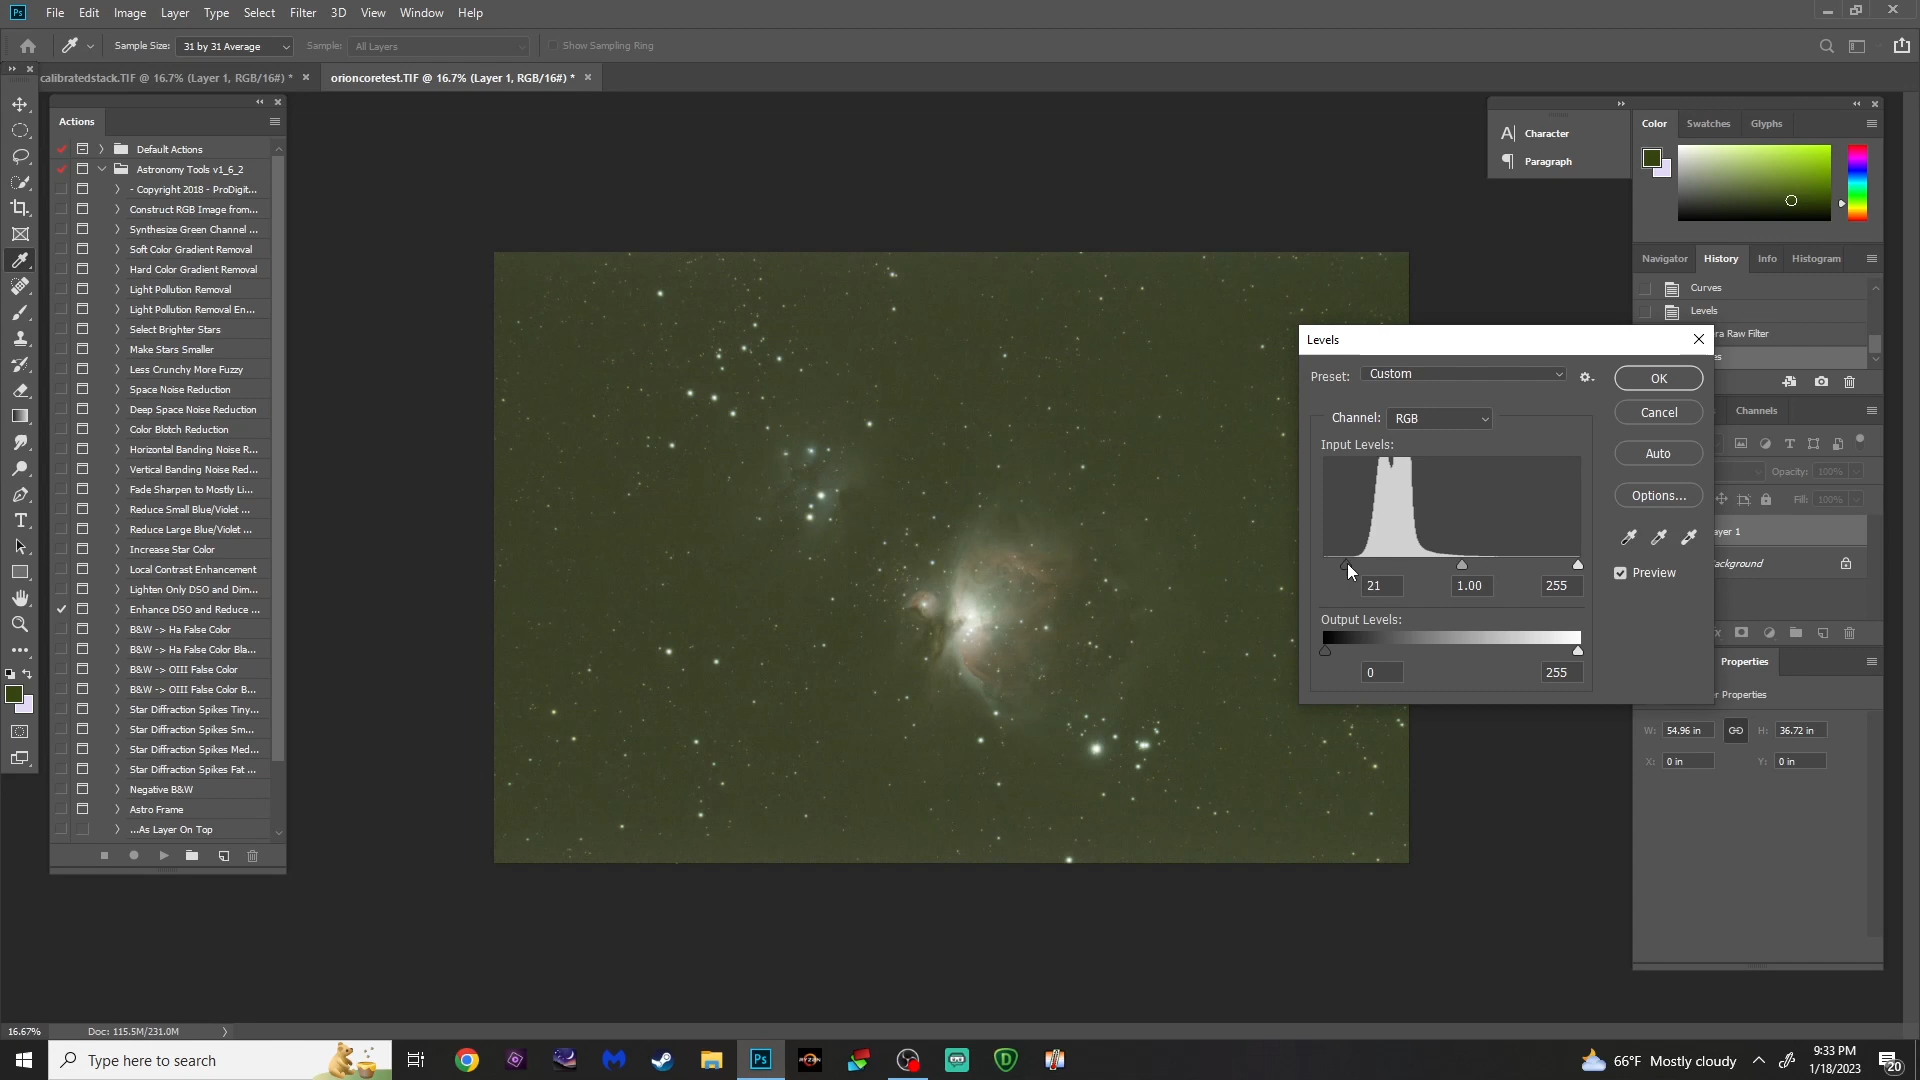 Ps File Edit Image Layer Type Select Filter 3D View Window Help
Sample Size: 31 by 31 Average Sample: All Layers Show Sampling Ring
calibratedstack.TIF @ 16.7% (Layer 1, RGB/16#) *
orioncoretest.TIF @ 16.7% (Layer 1, RGB/16#) *
Actions
Default Actions
Astronomy Tools v1_6_2
- Copyright 2018 - ProDigit...
Construct RGB Image from...
Synthesize Green Channel ...
Soft Color Gradient Removal
Hard Color Gradient Removal
Light Pollution Removal
Light Pollution Removal En...
Select Brighter Stars
Make Stars Smaller
Less Crunchy More Fuzzy
Space Noise Reduction
Deep Space Noise Reduction
Color Blotch Reduction
Horizontal Banding Noise R...
Vertical Banding Noise Red...
Fade Sharpen to Mostly Li...
Reduce Small Blue/Violet ...
Reduce Large Blue/Violet ...
Increase Star Color
Local Contrast Enhancement
Lighten Only DSO and Dim...
Enhance DSO and Reduce ...
B&W -> Ha False Color
B&W -> Ha False Color Bla...
B&W -> OIII False Color
B&W -> OIII False Color B...
Star Diffraction Spikes Tiny...
Star Diffraction Spikes Sm...
Star Diffraction Spikes Med...
Star Diffraction Spikes Fat ...
Negative B&W
Astro Frame
...As Layer On Top
Character
Paragraph
Color Swatches Glyphs
Navigator History Info Histogram
Curves
Levels
ra Raw Filter
es
Levels
Preset: Custom
OK
Cancel
Channel: RGB
Input Levels:
Auto
Options...
Preview
21 1.00 255
Output Levels:
0 255
Channels
Opacity: 100%
Fill: 100%
ayer 1
ackground
Properties
r Properties
W: 54.96 in H: 36.72 in
X: 0 in Y: 0 in
16.67% Doc: 115.5M/231.0M
Type here to search
Ps
RYZEN
66°F Mostly cloudy
9:33 PM
1/18/2023
20